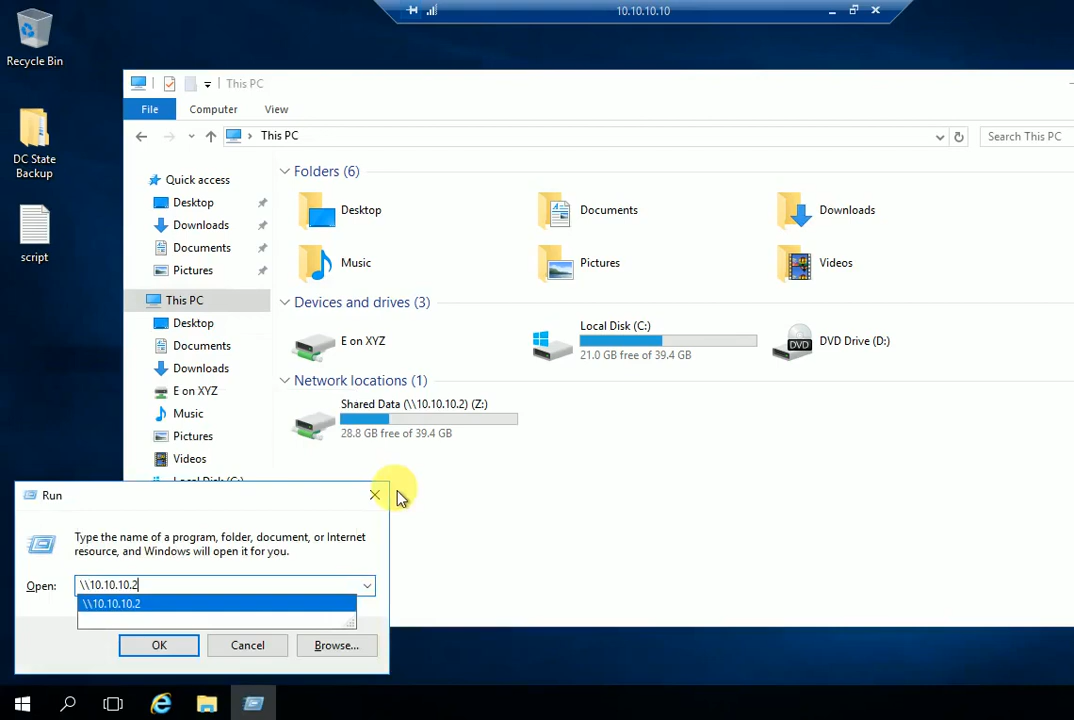 10.10.10.10
Recycle Bin
DC State
Backup
script
This PC
File
Computer
View
This PC
Search This PC
Quick access
Desktop
Downloads
Documents
Pictures
This PC
Desktop
Documents
Downloads
E on XYZ
Music
Pictures
Videos
Local Disk (C:)
Folders (6)
Desktop
Documents
Downloads
Music
Pictures
Videos
Devices and drives (3)
E on XYZ
Local Disk (C:)
21.0 GB free of 39.4 GB
DVD
DVD Drive (D:)
Network locations (1)
Shared Data (\\10.10.10.2) (Z:)
28.8 GB free of 39.4 GB
Run
Type the name of a program, folder, document, or Internet
resource, and Windows will open it for you.
Open:
\\10.10.10.2
\\10.10.10.2
OK
Cancel
Browse...